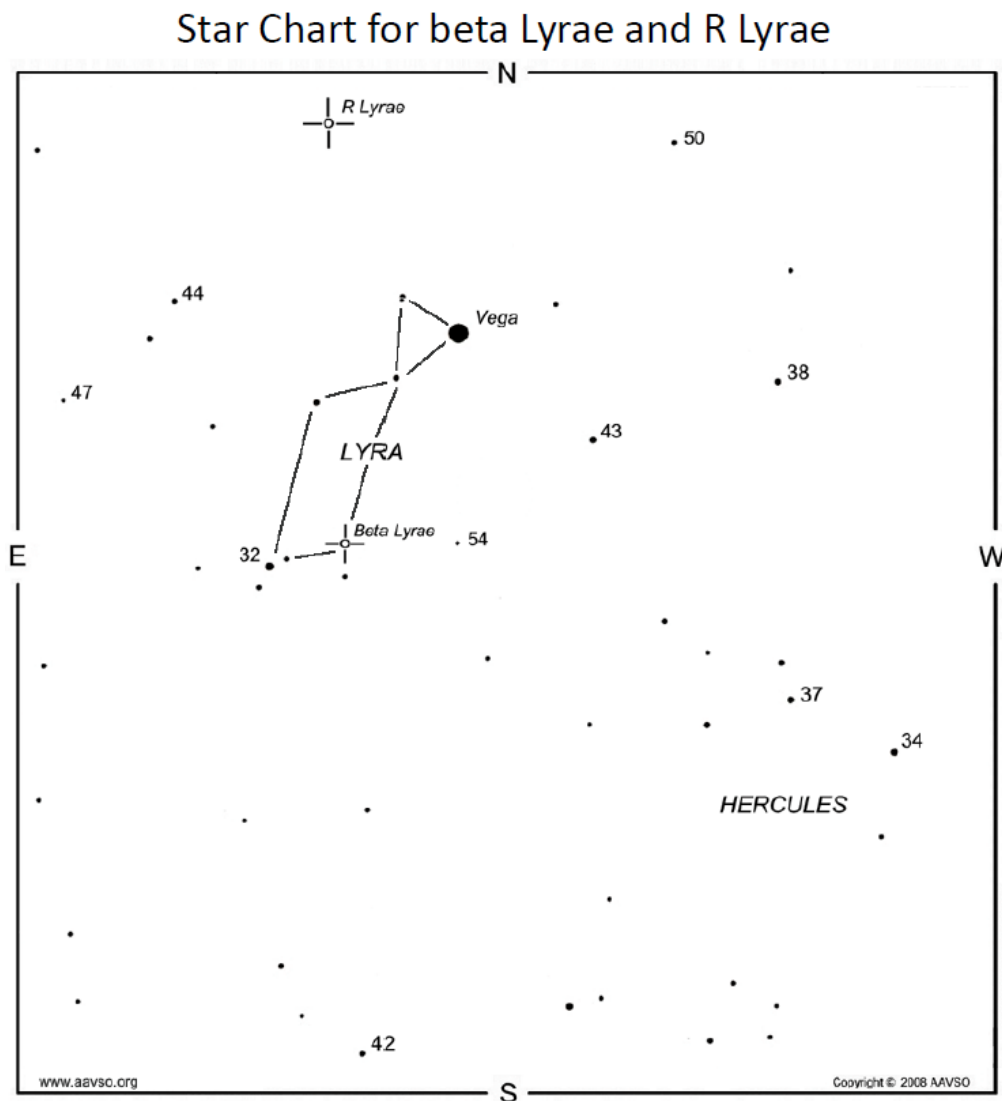 Star Chart for beta Lyrae and R Lyrae
N
R Lyrae
50
44
Vega
38
47
43
LYRA
Beta Lyrae
54
32
E
W
37
34
HERCULES
42
www.aavso.org
Copyright © 2008 AAVSO
S